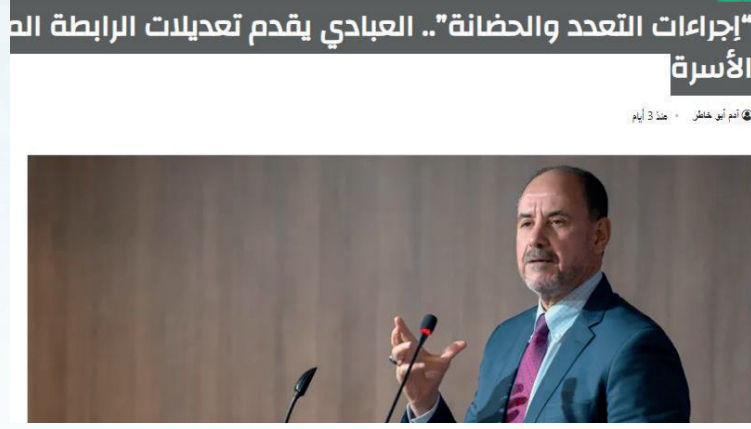 “إجراءات التعدد والحضانة”.. العبادي يقدم تعديلات الرابطة
الأسرة
آدم أبو خاطر • منذ 3 أيام